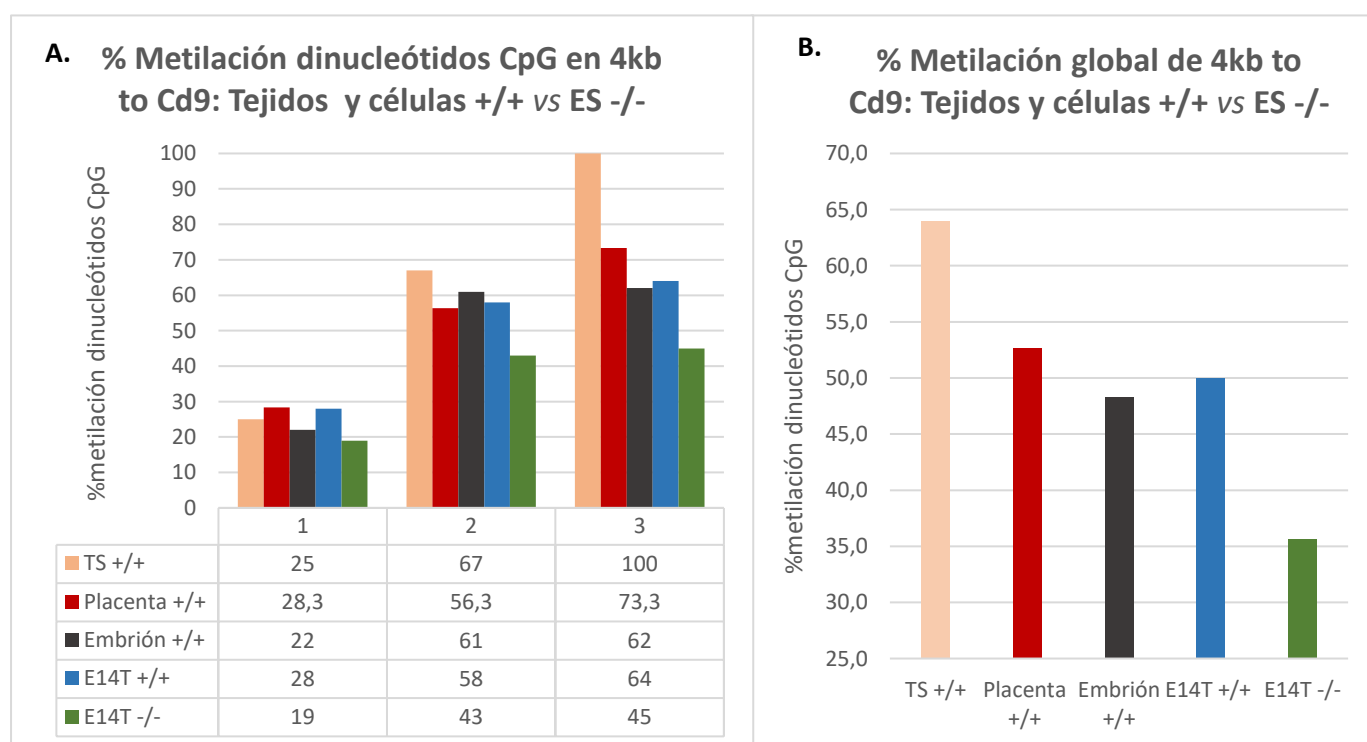 A.
% Metilación dinucleótidos CpG en 4kb
to Cd9: Tejidos y células +/+ vs ES -/-
%metilación dinucleótidos CpG
100
90
80
70
60
50
40
30
20
10
0
1 2 3
TS +/+ 25 67 100
Placenta +/+ 28,3 56,3 73,3
Embrión +/+ 22 61 62
E14T +/+ 28 58 64
E14T -/- 19 43 45
B.
% Metilación global de 4kb to
Cd9: Tejidos y células +/+ vs ES -/-
%metilación dinucleótidos CpG
70,0
65,0
60,0
55,0
50,0
45,0
40,0
35,0
30,0
25,0
TS +/+ Placenta Embrión E14T +/+ E14T -/-
+/+ +/+